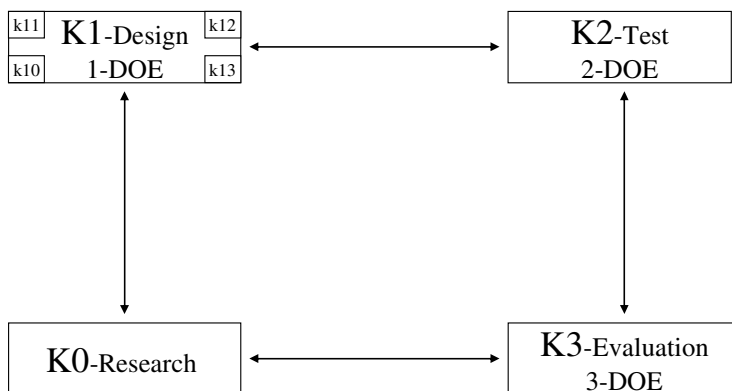 k11
K1-Design
k12
k10
1-DOE
k13
K2-Test
2-DOE
K0-Research
K3-Evaluation
3-DOE